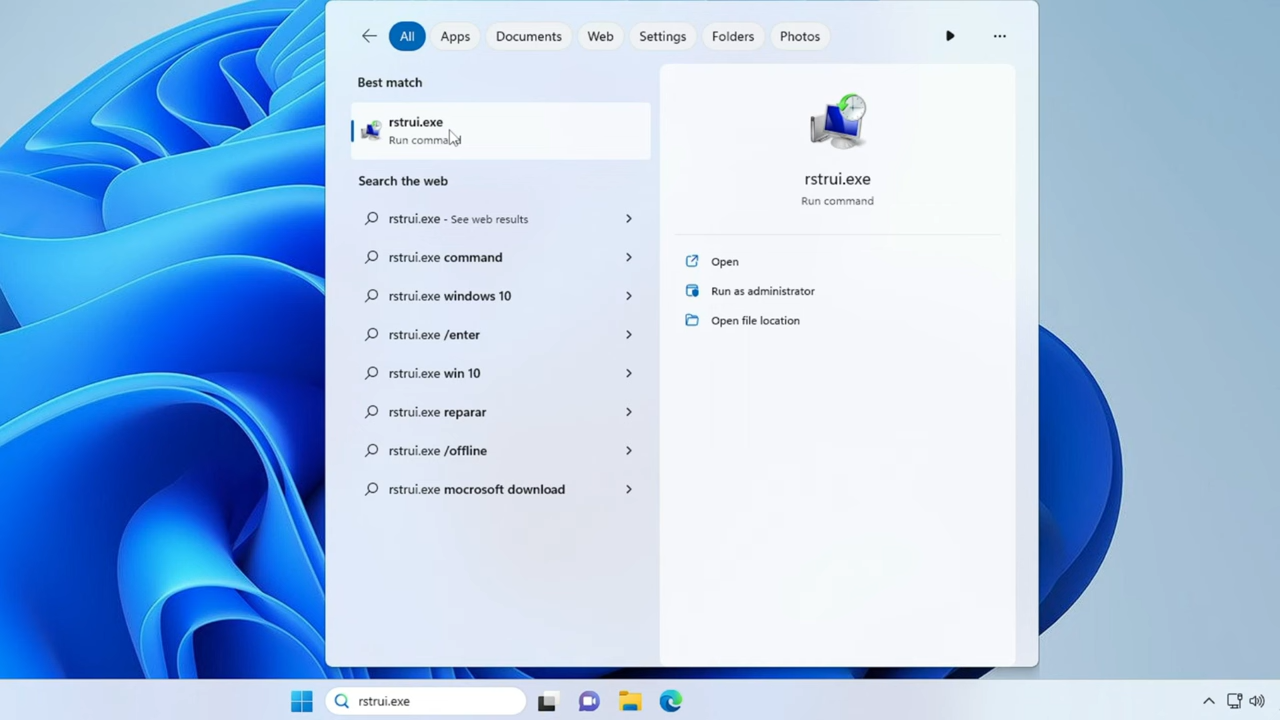 All
Apps
Documents
Web
Settings
Folders
Photos
Best match
rstrui.exe
Run command
Search the web
rstrui.exe - See web results
rstrui.exe command
rstrui.exe windows 10
rstrui.exe /enter
rstrui.exe win 10
rstrui.exe reparar
rstrui.exe /offline
rstrui.exe mocrosoft download
rstrui.exe
Run command
Open
Run as administrator
Open file location
rstrui.exe